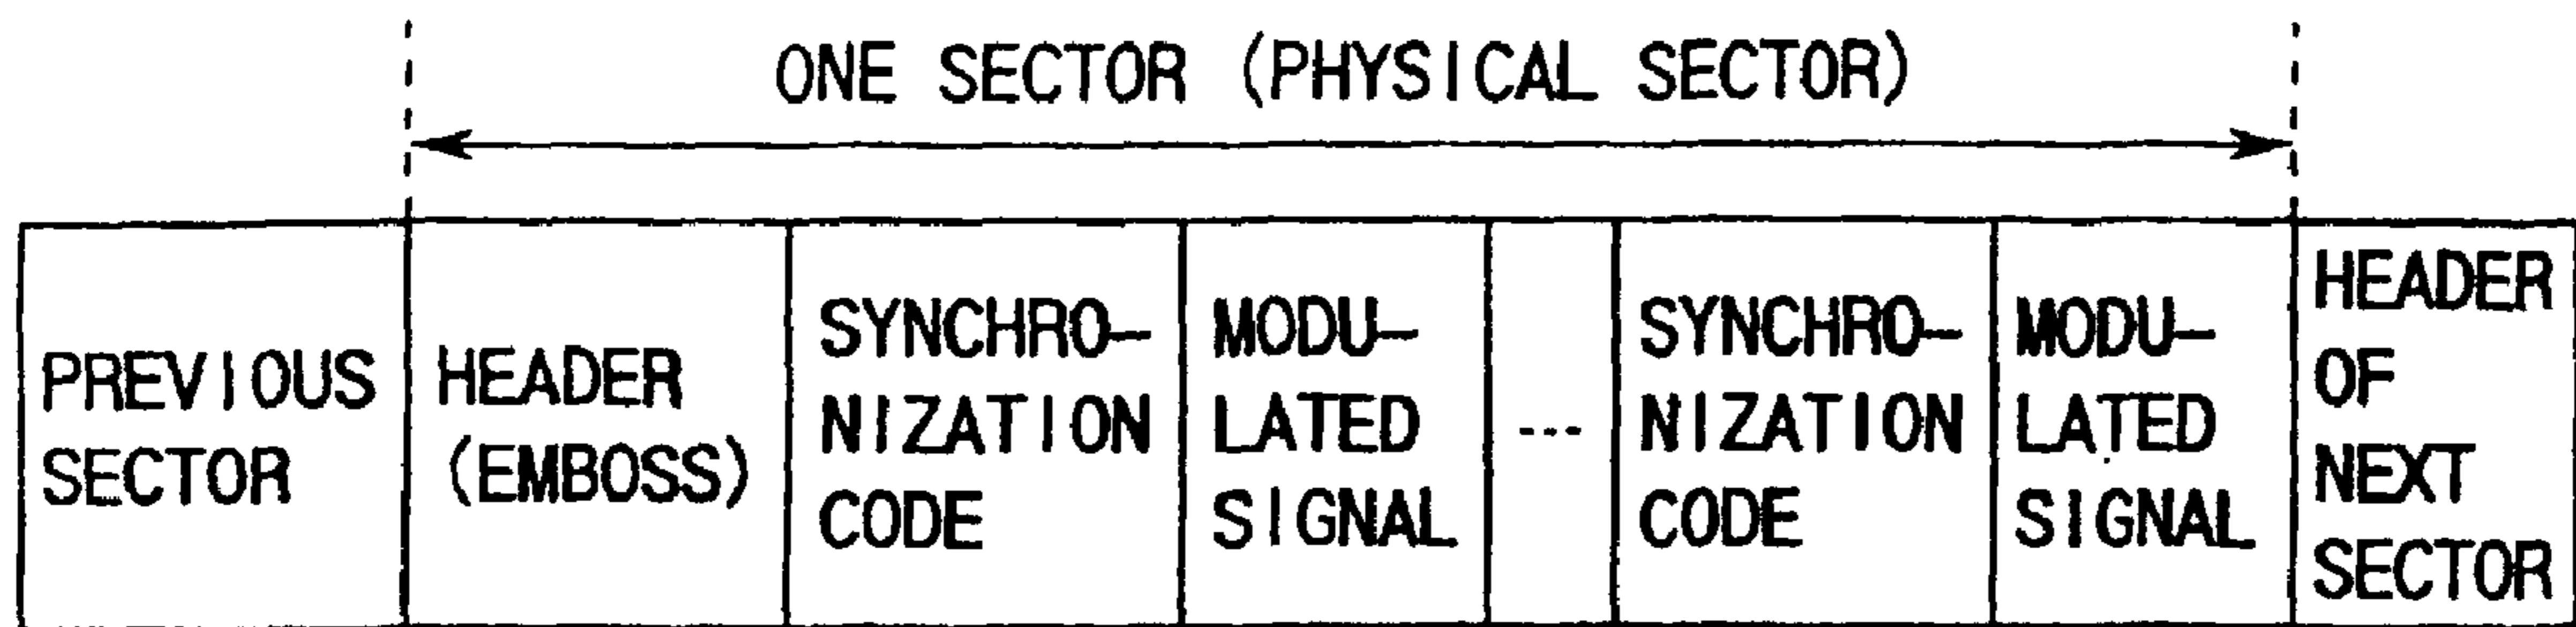 ONE SECTOR (PHYSICAL SECTOR)
PREVIOUS
SECTOR
HEADER
(EMBOSS)
SYNCHRO-
NIZATION
CODE
MODU-
LATED
SIGNAL
---
SYNCHRO-
NIZATION
CODE
MODU-
LATED
SIGNAL
HEADER
OF
NEXT
SECTOR